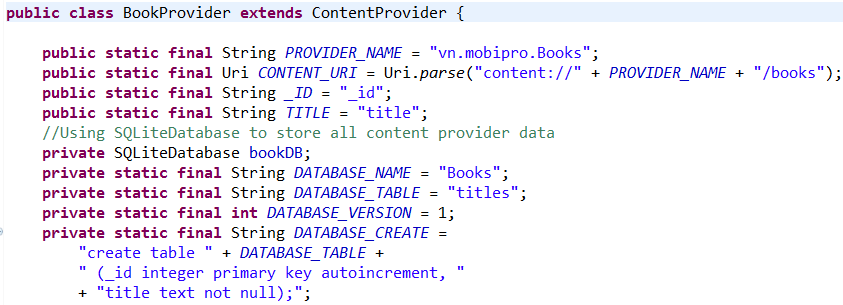 public class BookProvider extends ContentProvider {
public static final String PROVIDER_NAME = "vn.mobipro.Books";
public static final Uri CONTENT_URI = Uri.parse("content://" + PROVIDER_NAME + "/books");
public static final String _ID = "_id";
public static final String TITLE = "title";
//Using SQLiteDatabase to store all content provider data
private SQLiteDatabase bookDB;
private static final String DATABASE_NAME = "Books";
private static final String DATABASE_TABLE = "titles";
private static final int DATABASE_VERSION = 1;
private static final String DATABASE_CREATE =
"create table " + DATABASE_TABLE +
" (_id integer primary key autoincrement, "
+ "title text not null);";